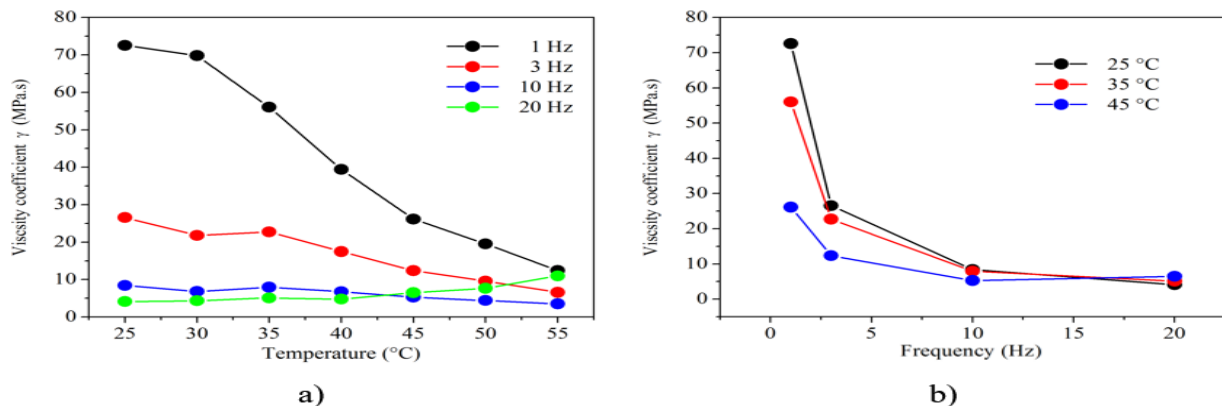 80
70
60
50
40
30
20
10
0
Viscsity coefficient γ (MPa.s)
1 Hz
3 Hz
10 Hz
20 Hz
25 30 35 40 45 50 55
Temperature (°C)
a)
80
70
60
50
40
30
20
10
0
Viscsity coefficient γ (MPa.s)
25 °C
35 °C
45 °C
0 5 10 15 20
Frequency (Hz)
b)